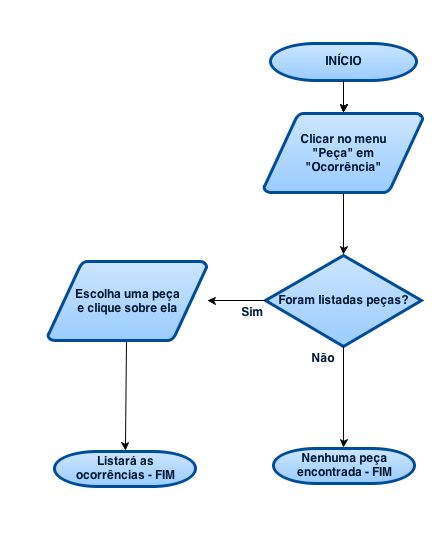 INÍCIO
Clicar no menu
"Peça" em
"Ocorrência"
Foram listadas peças?
Sim
Não
Escolha uma peça
e clique sobre ela
Listará as
ocorrências - FIM
Nenhuma peça
encontrada - FIM